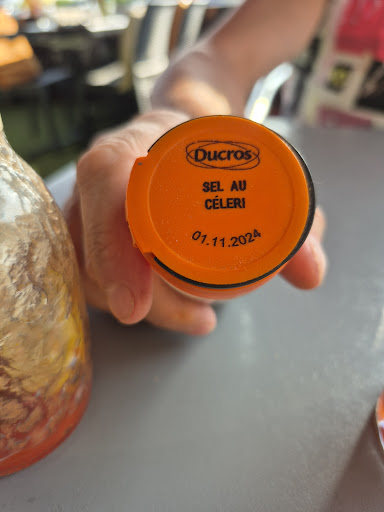 Ducros
SEL AU
CÉLERI
01.11.2024